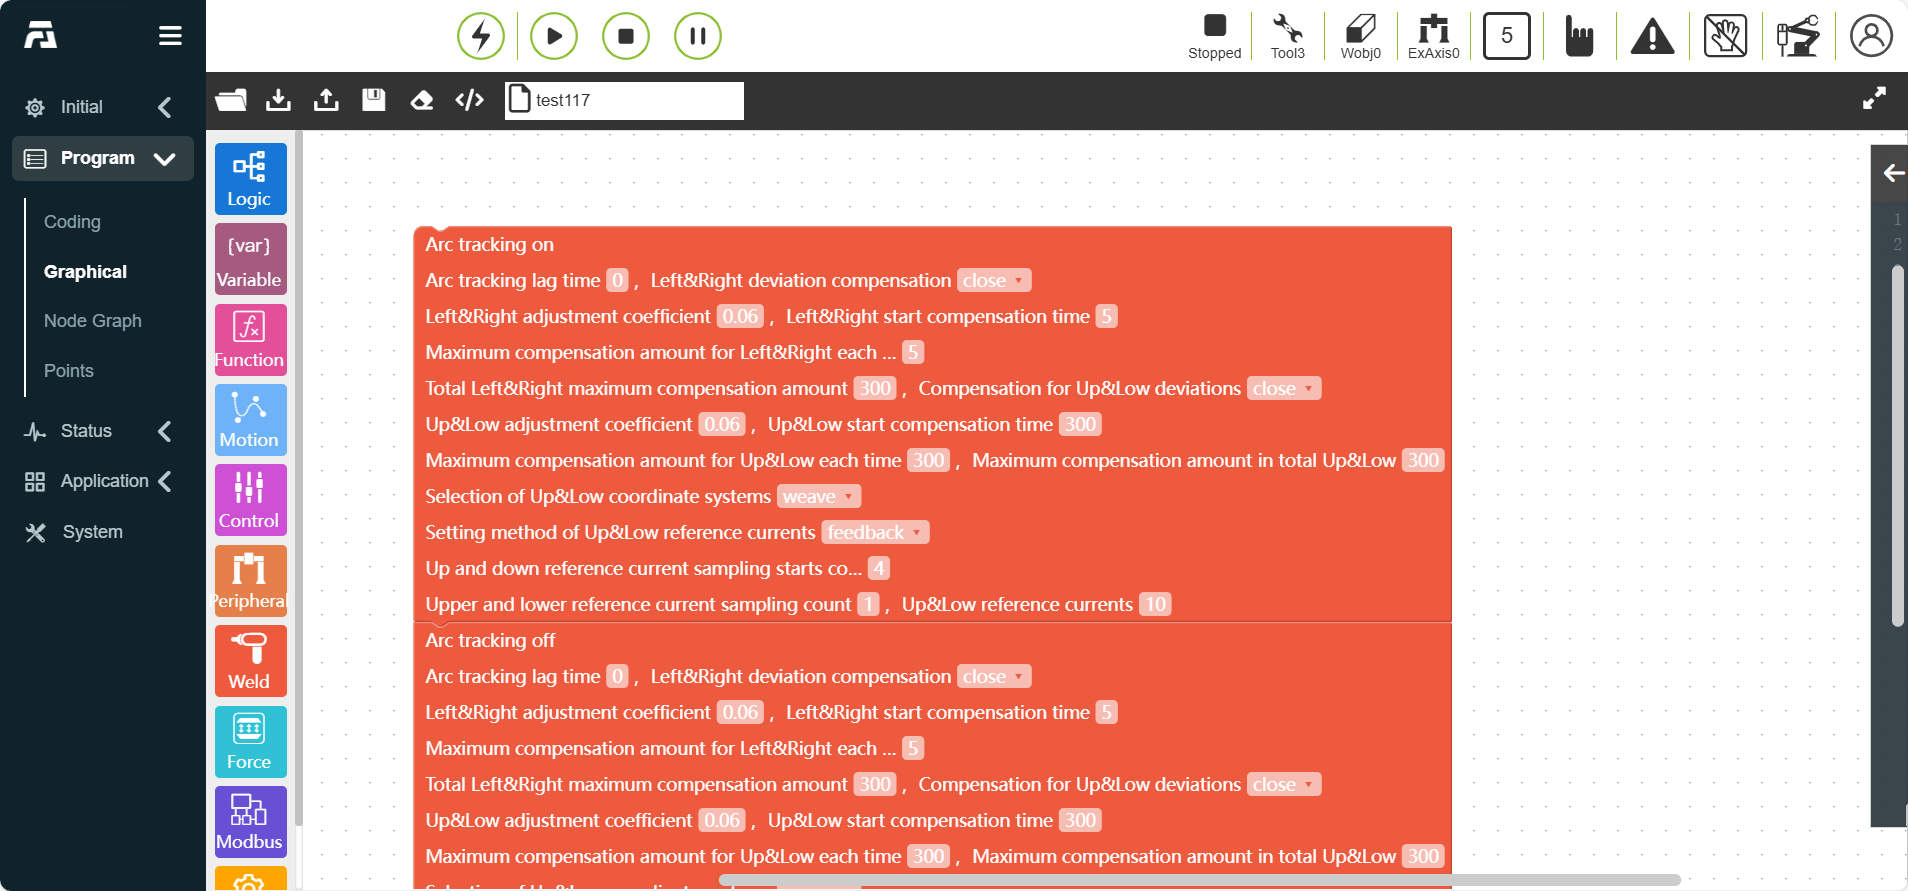 Stopped
Tool3
Wobj0
ExAxis0
5
test117
Initial
Program
Coding
Graphical
Node Graph
Points
Status
Application
System
Logic
{var}
Variable
Function
Motion
Control
Peripheral
Weld
Force
Modbus
Arc tracking on
Arc tracking lag time 0 , Left&Right deviation compensation close
Left&Right adjustment coefficient 0.06 , Left&Right start compensation time 5
Maximum compensation amount for Left&Right each ... 5
Total Left&Right maximum compensation amount 300 , Compensation for Up&Low deviations close
Up&Low adjustment coefficient 0.06 , Up&Low start compensation time 300
Maximum compensation amount for Up&Low each time 300 , Maximum compensation amount in total Up&Low 300
Selection of Up&Low coordinate systems weave
Setting method of Up&Low reference currents feedback
Up and down reference current sampling starts co... 4
Upper and lower reference current sampling count 1 , Up&Low reference currents 10
Arc tracking off
Arc tracking lag time 0 , Left&Right deviation compensation close
Left&Right adjustment coefficient 0.06 , Left&Right start compensation time 5
Maximum compensation amount for Left&Right each ... 5
Total Left&Right maximum compensation amount 300 , Compensation for Up&Low deviations close
Up&Low adjustment coefficient 0.06 , Up&Low start compensation time 300
Maximum compensation amount for Up&Low each time 300 , Maximum compensation amount in total Up&Low 300
1
2